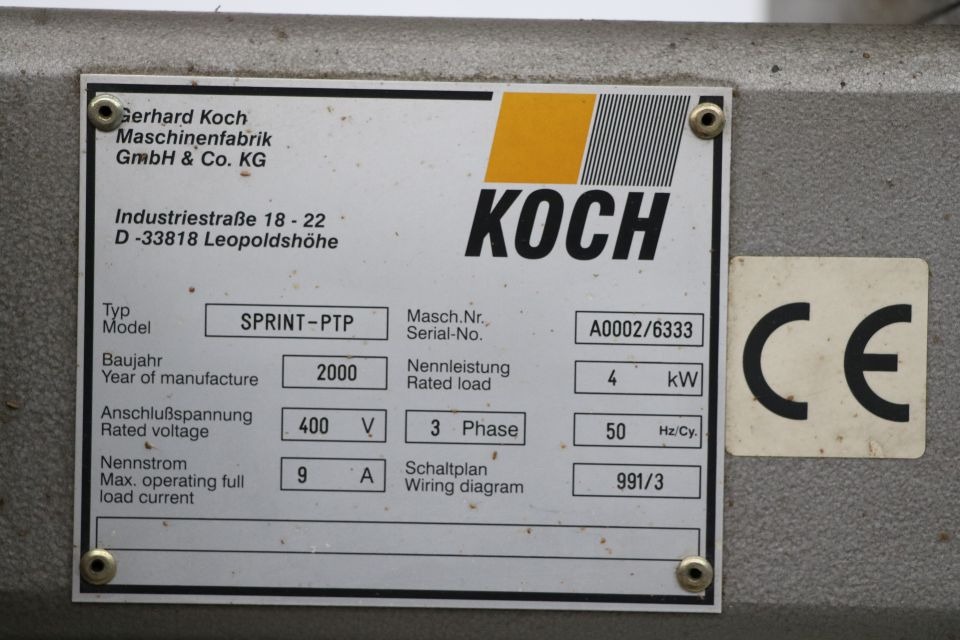 Gerhard Koch
Maschinenfabrik
GmbH & Co. KG
KOCH
Industriestraße 18 - 22
D -33818 Leopoldshöhe
Typ
Model
SPRINT-PTP
Masch.Nr.
Serial-No.
A0002/6333
Baujahr
Year of manufacture
2000
Nennleistung
Rated load
4 kW
Anschlußspannung
Rated voltage
400 V
3 Phase
50 Hz/Cy.
Nennstrom
Max. operating full
load current
9 A
Schaltplan
Wiring diagram
991/3
CE